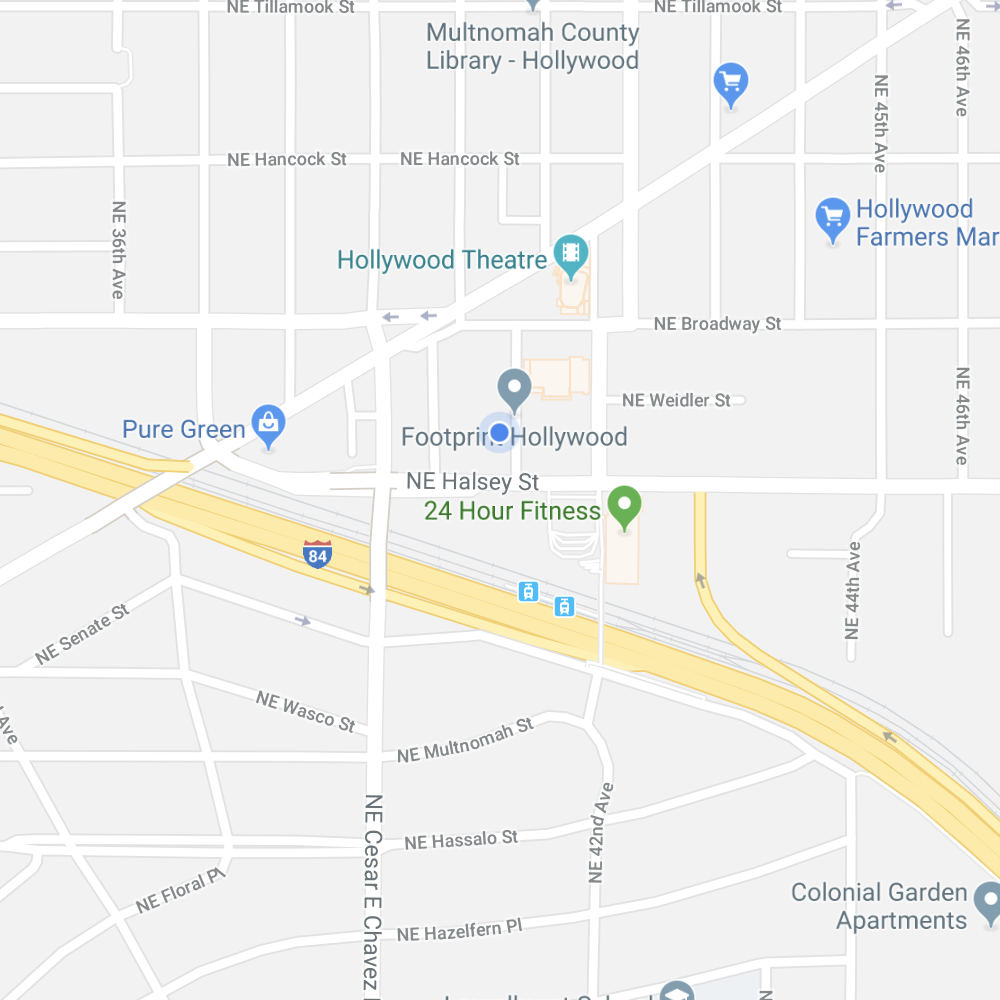 NE Tillamook St
NE Tillamook St
Multnomah County
Library - Hollywood
NE 46th Ave
NE 45th Ave
NE Hancock St
NE Hancock St
NE 36th Ave
Hollywood
Farmers Mar
Hollywood Theatre
NE Broadway St
NE Weidler St
NE 46th Ave
Pure Green
Footprint Hollywood
NE Halsey St
24 Hour Fitness
84
NE 44th Ave
NE Senate St
NE Wasco St
Ave
NE Multnomah St
NE Cesar E Chavez
NE 42nd Ave
NE Hassalo St
NE Floral Pl
Colonial Garden
Apartments
NE Hazelfern Pl
N